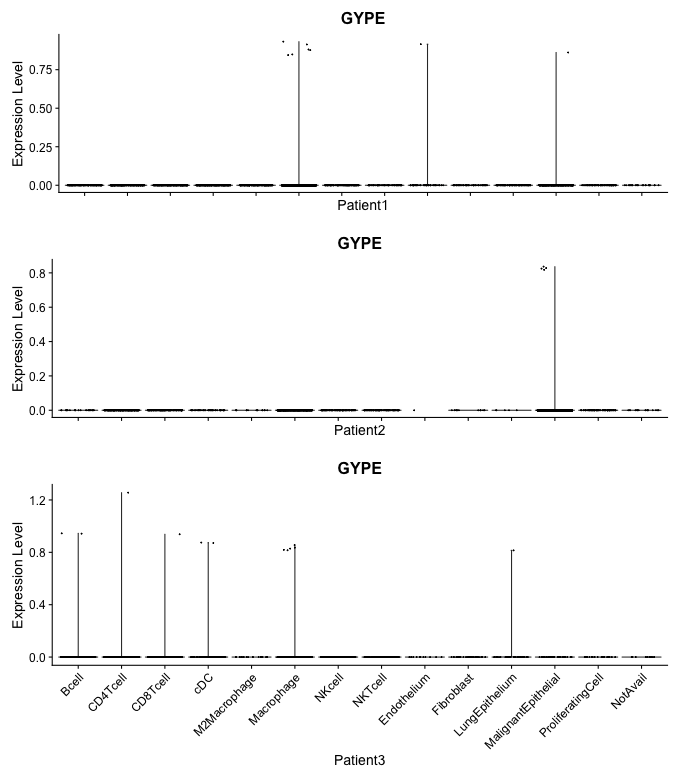 GYPE
Expression Level
0.75
0.50
0.25
0.00
Patient1
GYPE
Expression Level
0.8
0.6
0.4
0.2
0.0
Patient2
GYPE
Expression Level
1.2
0.8
0.4
0.0
Bcell
CD4Tcell
CD8Tcell
cDC
M2Macrophage
Macrophage
NKcell
NKTcell
Endothelium
Fibroblast
LungEpithelium
MalignantEpithelial
ProliferatingCell
NotAvail
Patient3